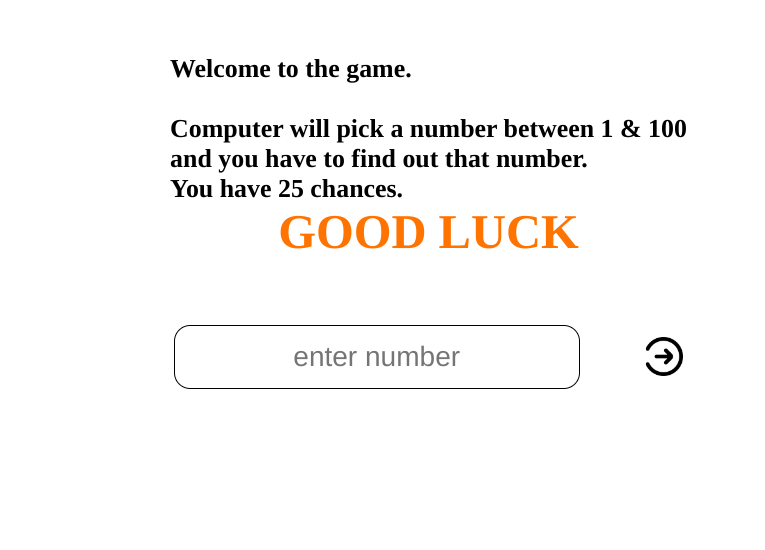 Welcome to the game.
Computer will pick a number between 1 & 100
and you have to find out that number.
You have 25 chances.
GOOD LUCK
enter number